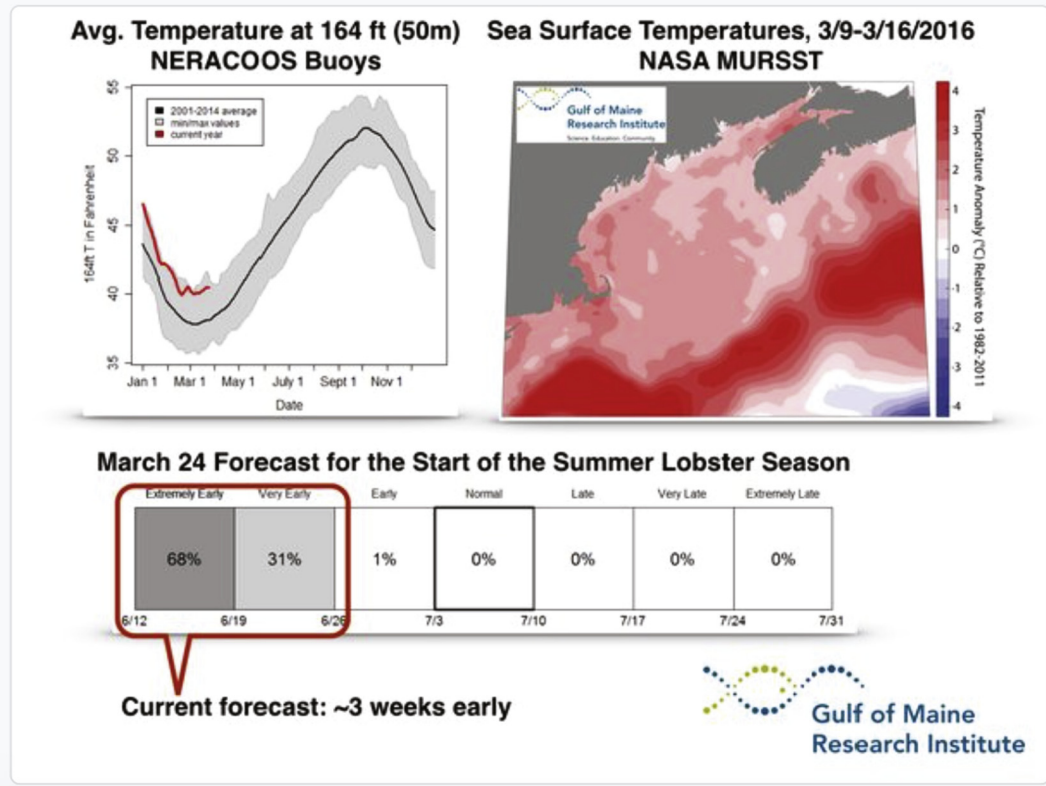 Avg. Temperature at 164 ft (50m)
NERACOOS Buoys
55
50
45
40
35
164ft T in Fahrenheit
2001-2014 average
min/max values
current year
Jan 1 Mar 1 May 1 July 1 Sept 1 Nov 1
Date
Sea Surface Temperatures, 3/9-3/16/2016
NASA MURSST
Gulf of Maine
Research Institute
Science. Education. Community.
4
3
2
1
0
-1
-2
-3
-4
Temperature Anomaly (°C) Relative to 1982-2011
March 24 Forecast for the Start of the Summer Lobster Season
Extremely Early Very Early Early Normal Late Very Late Extremely Late
68% 31% 1% 0% 0% 0% 0%
6/12 6/19 6/26 7/3 7/10 7/17 7/24 7/31
Current forecast: ~3 weeks early
Gulf of Maine
Research Institute